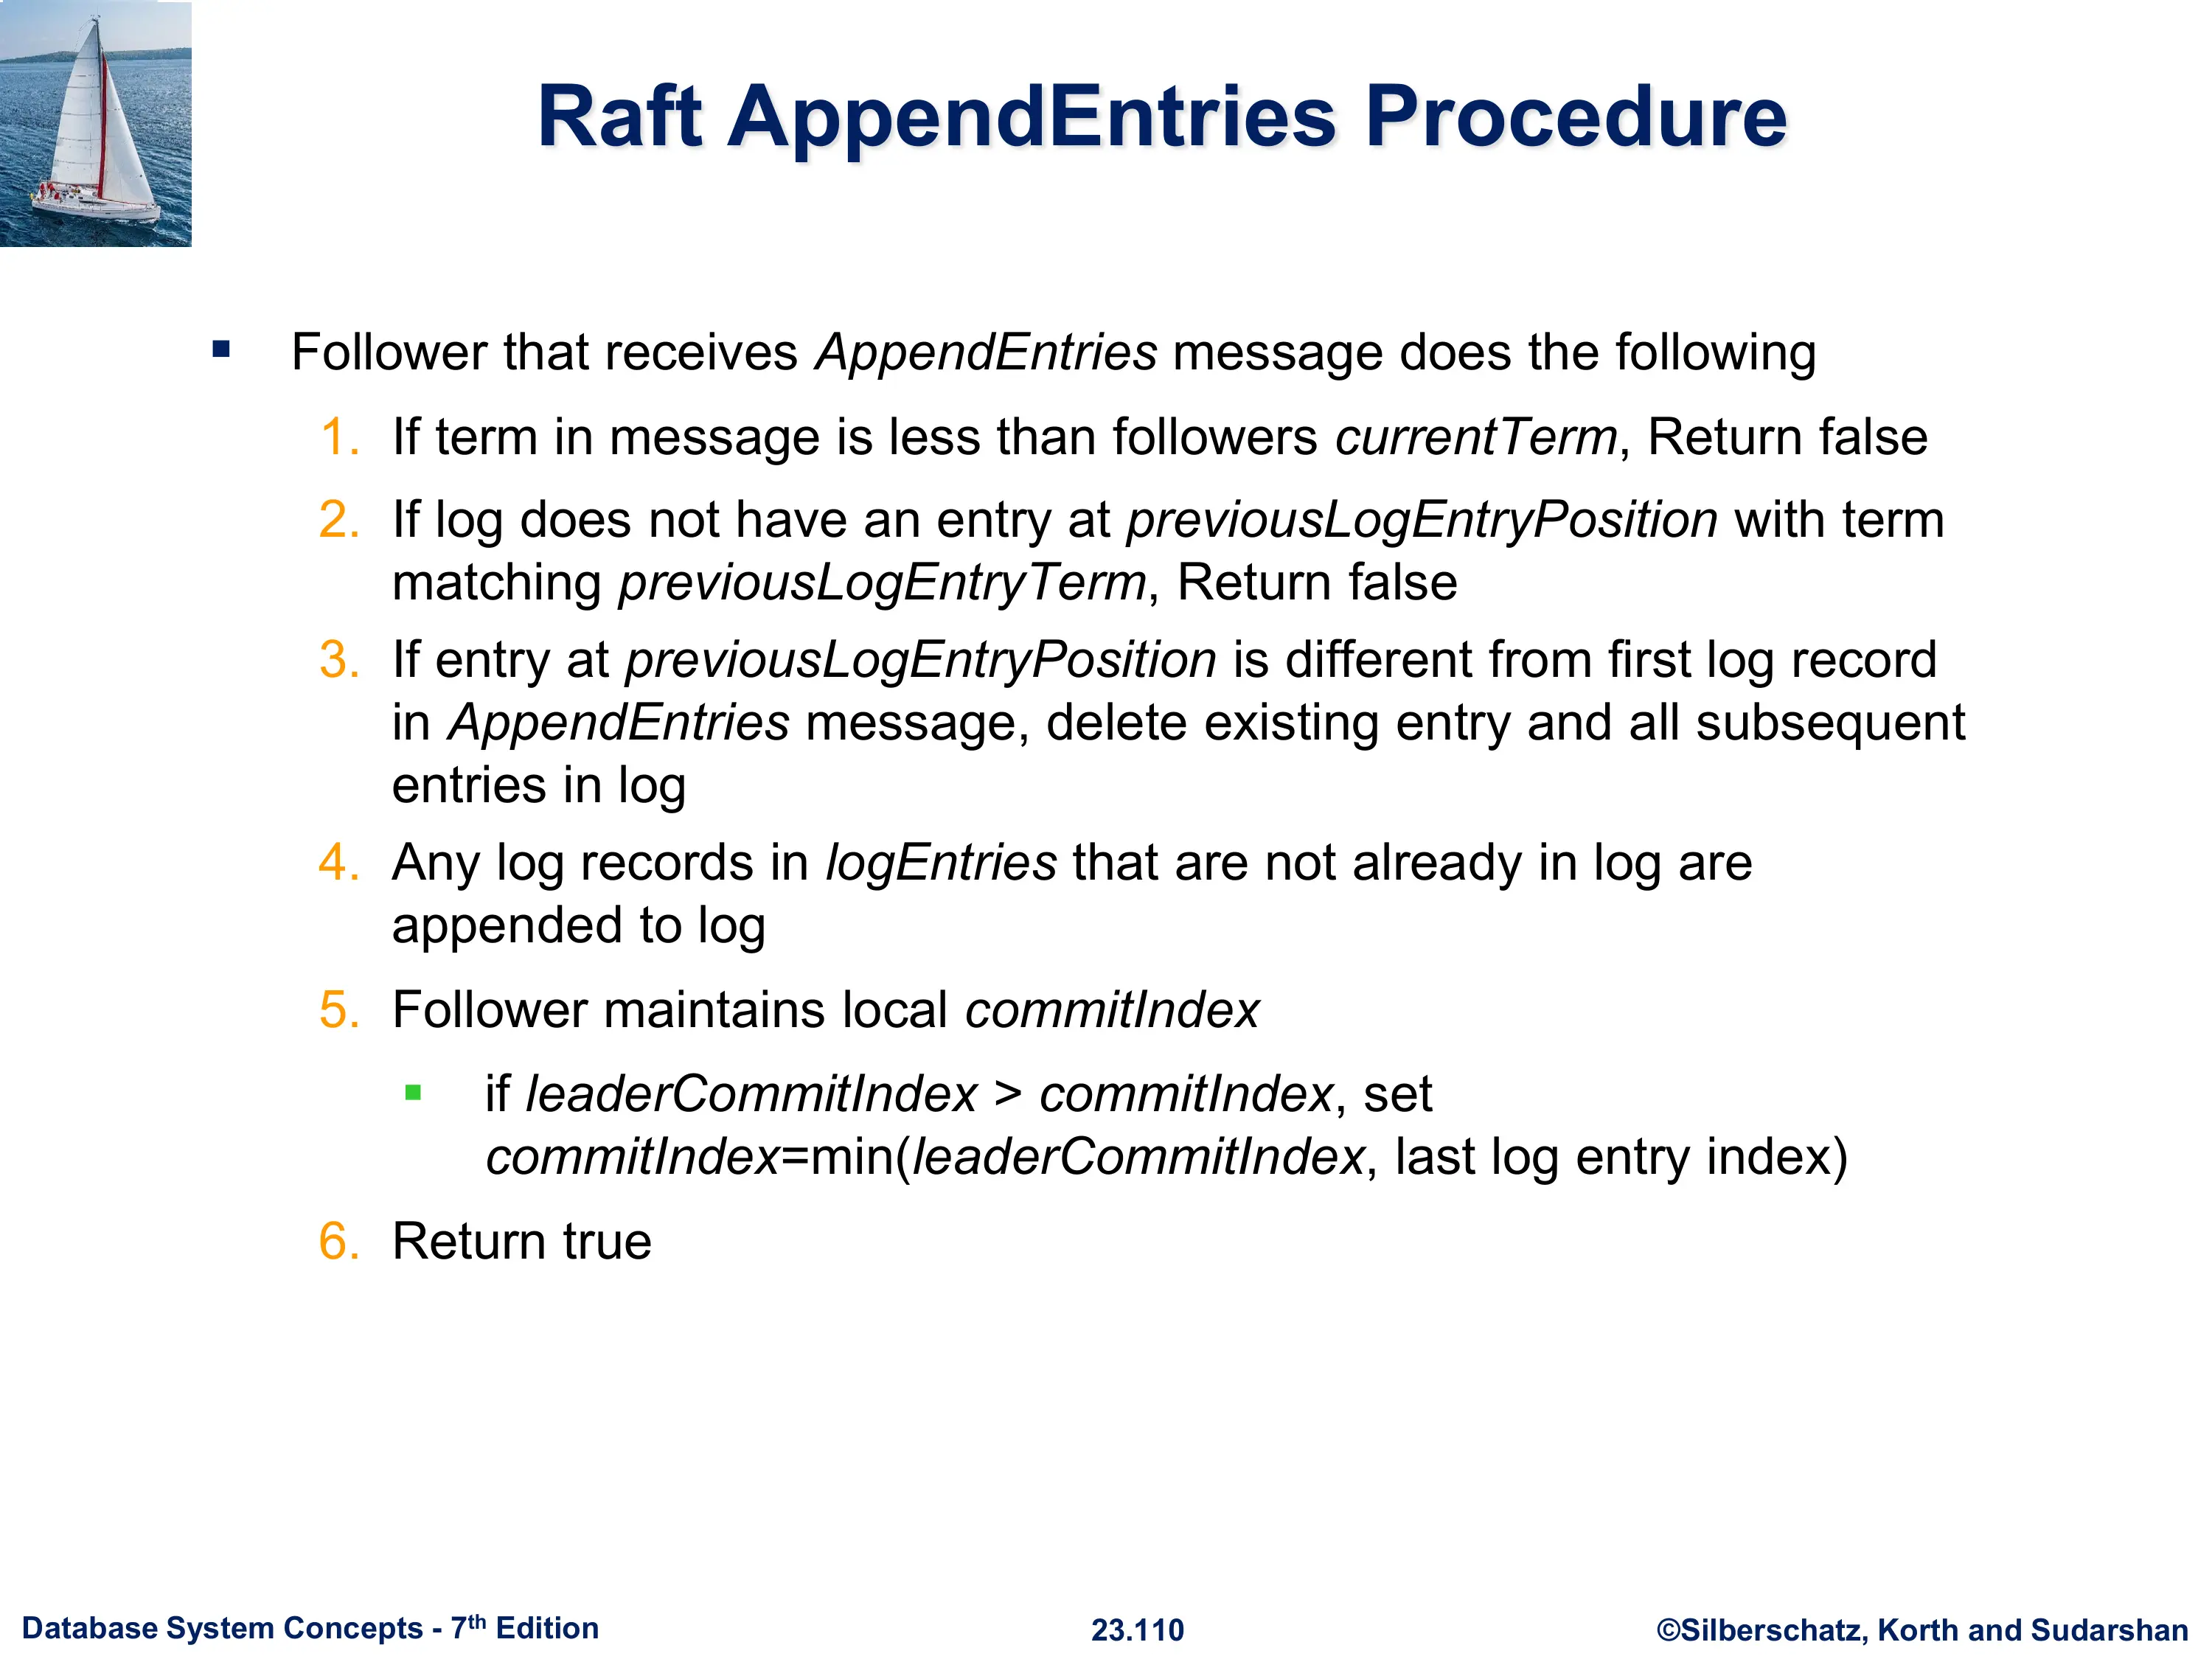 Raft AppendEntries Procedure
▪ Follower that receives AppendEntries message does the following
1. If term in message is less than followers currentTerm, Return false
2. If log does not have an entry at previousLogEntryPosition with term
matching previousLogEntryTerm, Return false
3. If entry at previousLogEntryPosition is different from first log record
in AppendEntries message, delete existing entry and all subsequent
entries in log
4. Any log records in logEntries that are not already in log are
appended to log
5. Follower maintains local commitIndex
▪ if leaderCommitIndex > commitIndex, set
commitIndex=min(leaderCommitIndex, last log entry index)
6. Return true
Database System Concepts - 7th Edition
23.110
©Silberschatz, Korth and Sudarshan